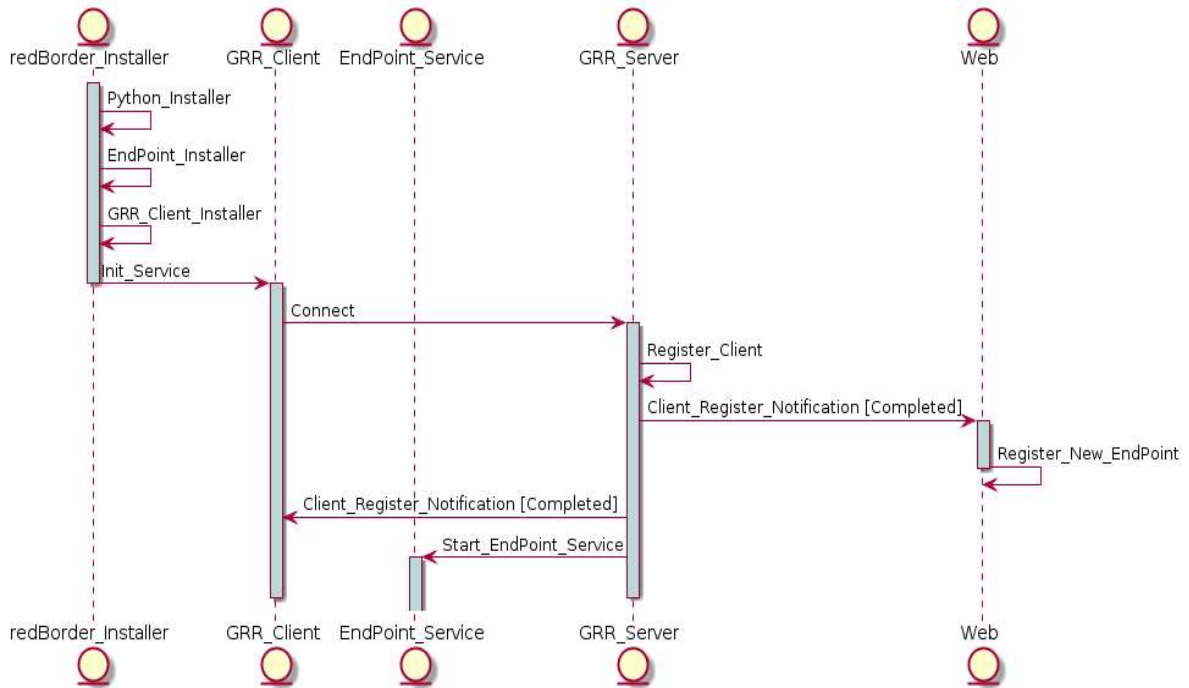 redBorder_Installer GRR_Client EndPoint_Service GRR_Server Web
Python_Installer
EndPoint_Installer
GRR_Client_Installer
Init_Service
Connect
Register_Client
Client_Register_Notification [Completed]
Register_New_EndPoint
Client_Register_Notification [Completed]
Start_EndPoint_Service
redBorder_Installer GRR_Client EndPoint_Service GRR_Server Web